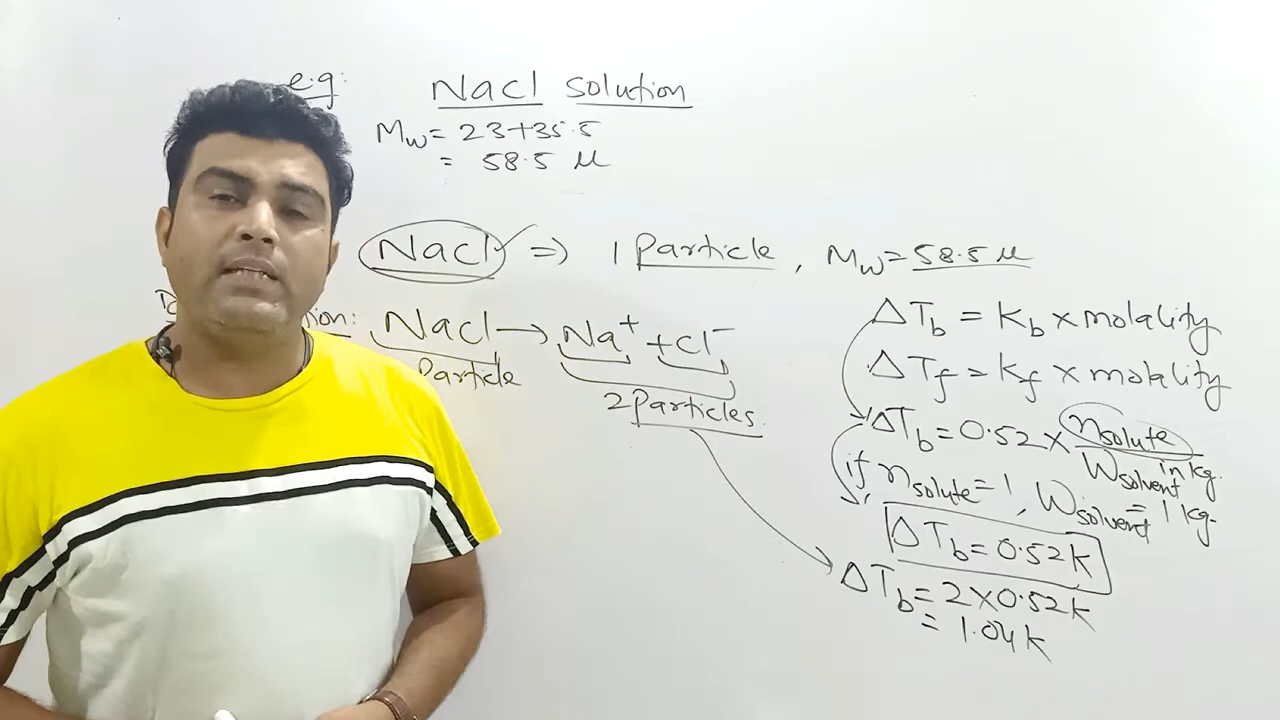 e.g:
Nacl solution
Mw = 23+35.5
= 58.5 u
Nacl ✓ => 1 Particle, Mw = 58.5 u
Nacl → Na⁺ + Cl⁻
Particle
2 Particles.
ΔTb = Kb x molality
ΔTf = Kf x molality
ΔTb = 0.52 x nsolute / Wsolvent in kg.
if nsolute = 1, Wsolvent = 1 kg.
ΔTb = 0.52 k
ΔTb = 2 x 0.52 k
= 1.04 k